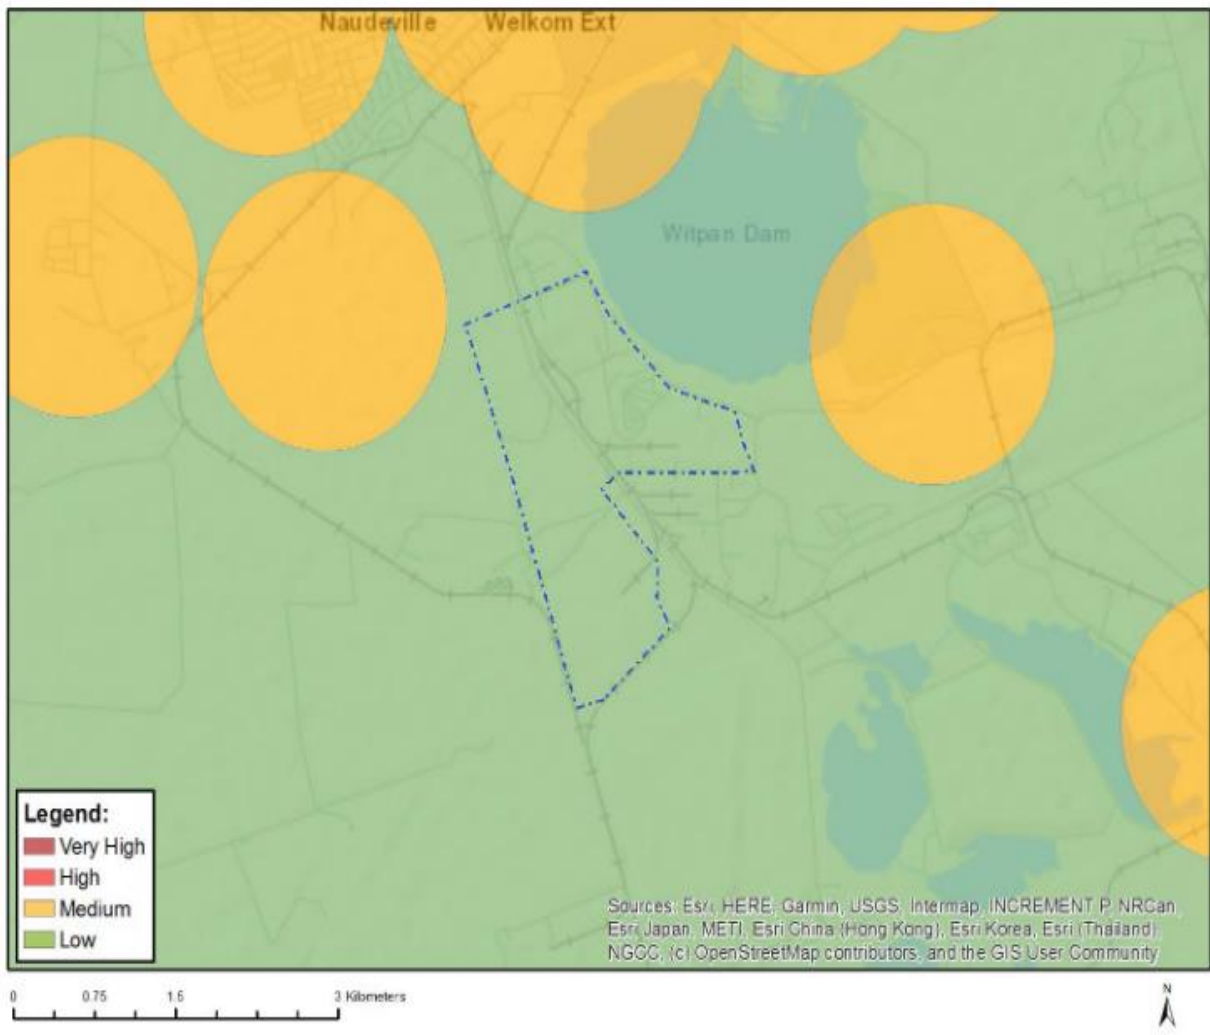 Naudeville Welkom Ext
Witpan Dam
Legend:
Very High
High
Medium
Low
Sources: Esri, HERE, Garmin, USGS, Intermap, INCREMENT P, NRCan,
Esri Japan, METI, Esri China (Hong Kong), Esri Korea, Esri (Thailand),
NGCC, (c) OpenStreetMap contributors, and the GIS User Community
0 0.75 1.5 3 Kilometers
N